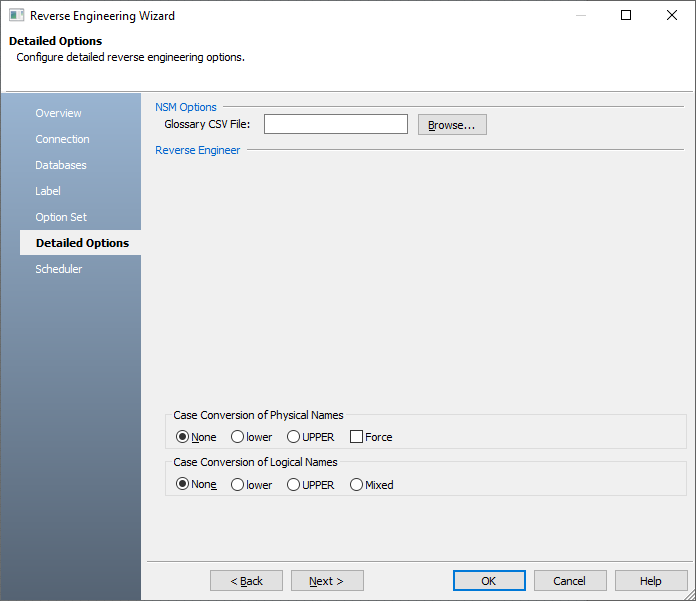 Reverse Engineering Wizard
Detailed Options
Configure detailed reverse engineering options.
Overview
Connection
Databases
Label
Option Set
Detailed Options
Scheduler
NSM Options
Glossary CSV File: Browse...
Reverse Engineer
Case Conversion of Physical Names
None lower UPPER Force
Case Conversion of Logical Names
None lower UPPER Mixed
< Back Next > OK Cancel Help